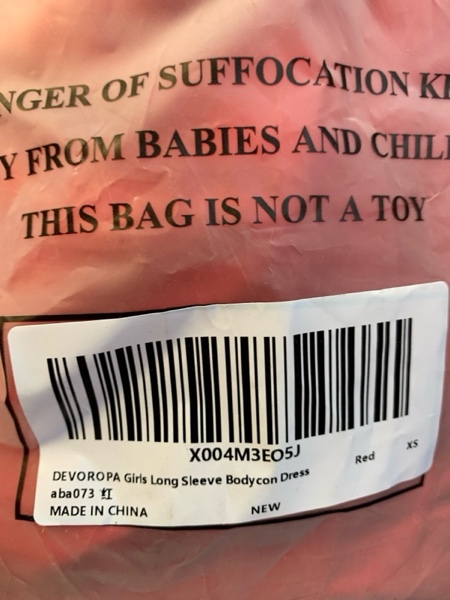 NGER OF SUFFOCATION KE
Y FROM BABIES AND CHIL
THIS BAG IS NOT A TOY
X004M3EO5J
DEVOROPA Girls Long Sleeve Bodycon Dress Red XS
aba073 红
MADE IN CHINA NEW